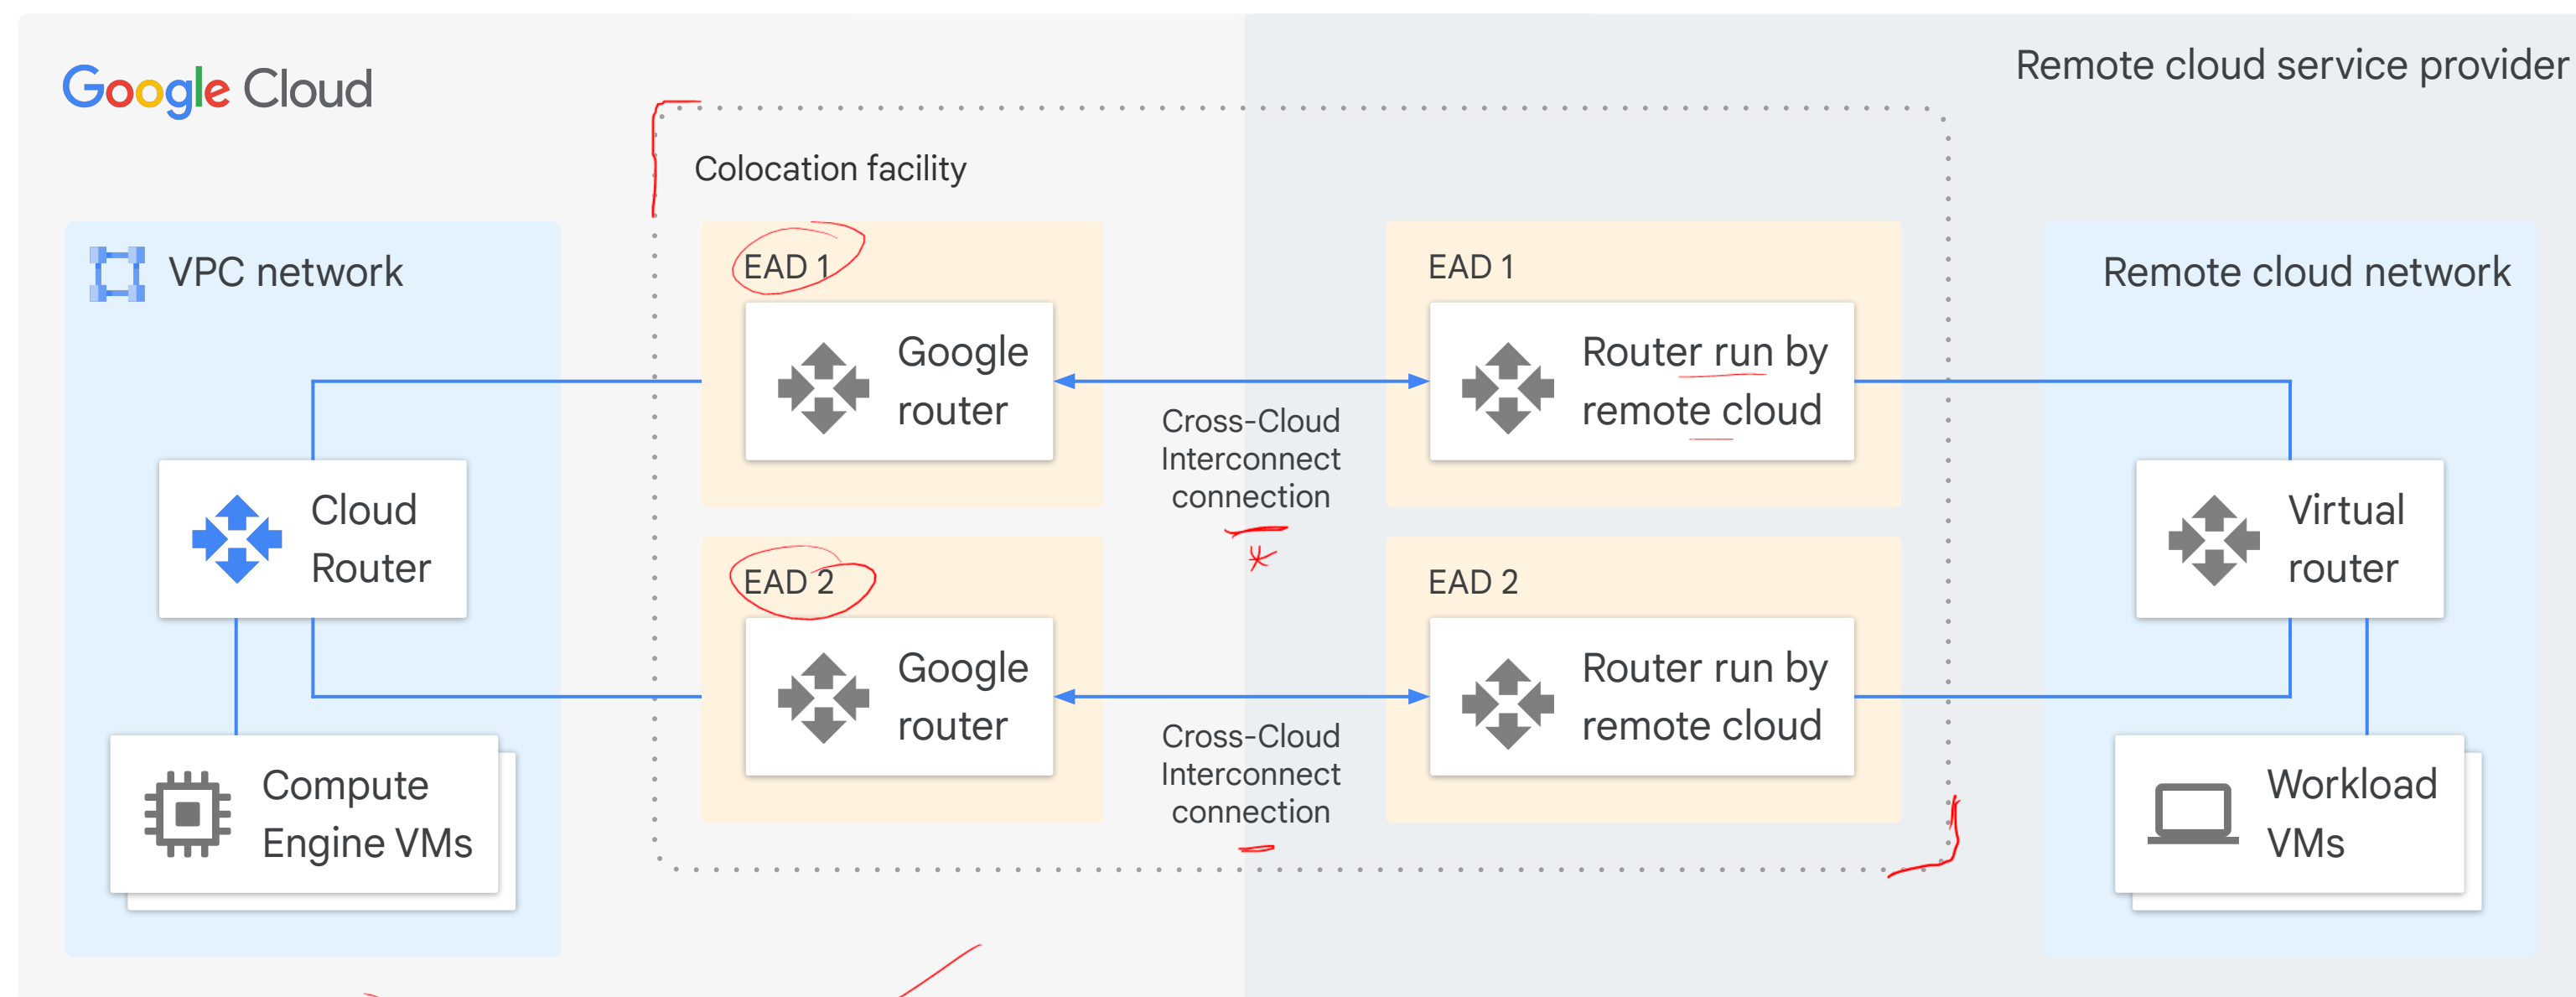 Google Cloud
Remote cloud service provider
Colocation facility
VPC network
EAD 1
EAD 1
Remote cloud network
Google
router
Router run by
remote cloud
Cross-Cloud
Interconnect
connection
*
Cloud
Router
Virtual
router
EAD 2
EAD 2
Google
router
Router run by
remote cloud
Cross-Cloud
Interconnect
connection
Compute
Engine VMs
Workload
VMs